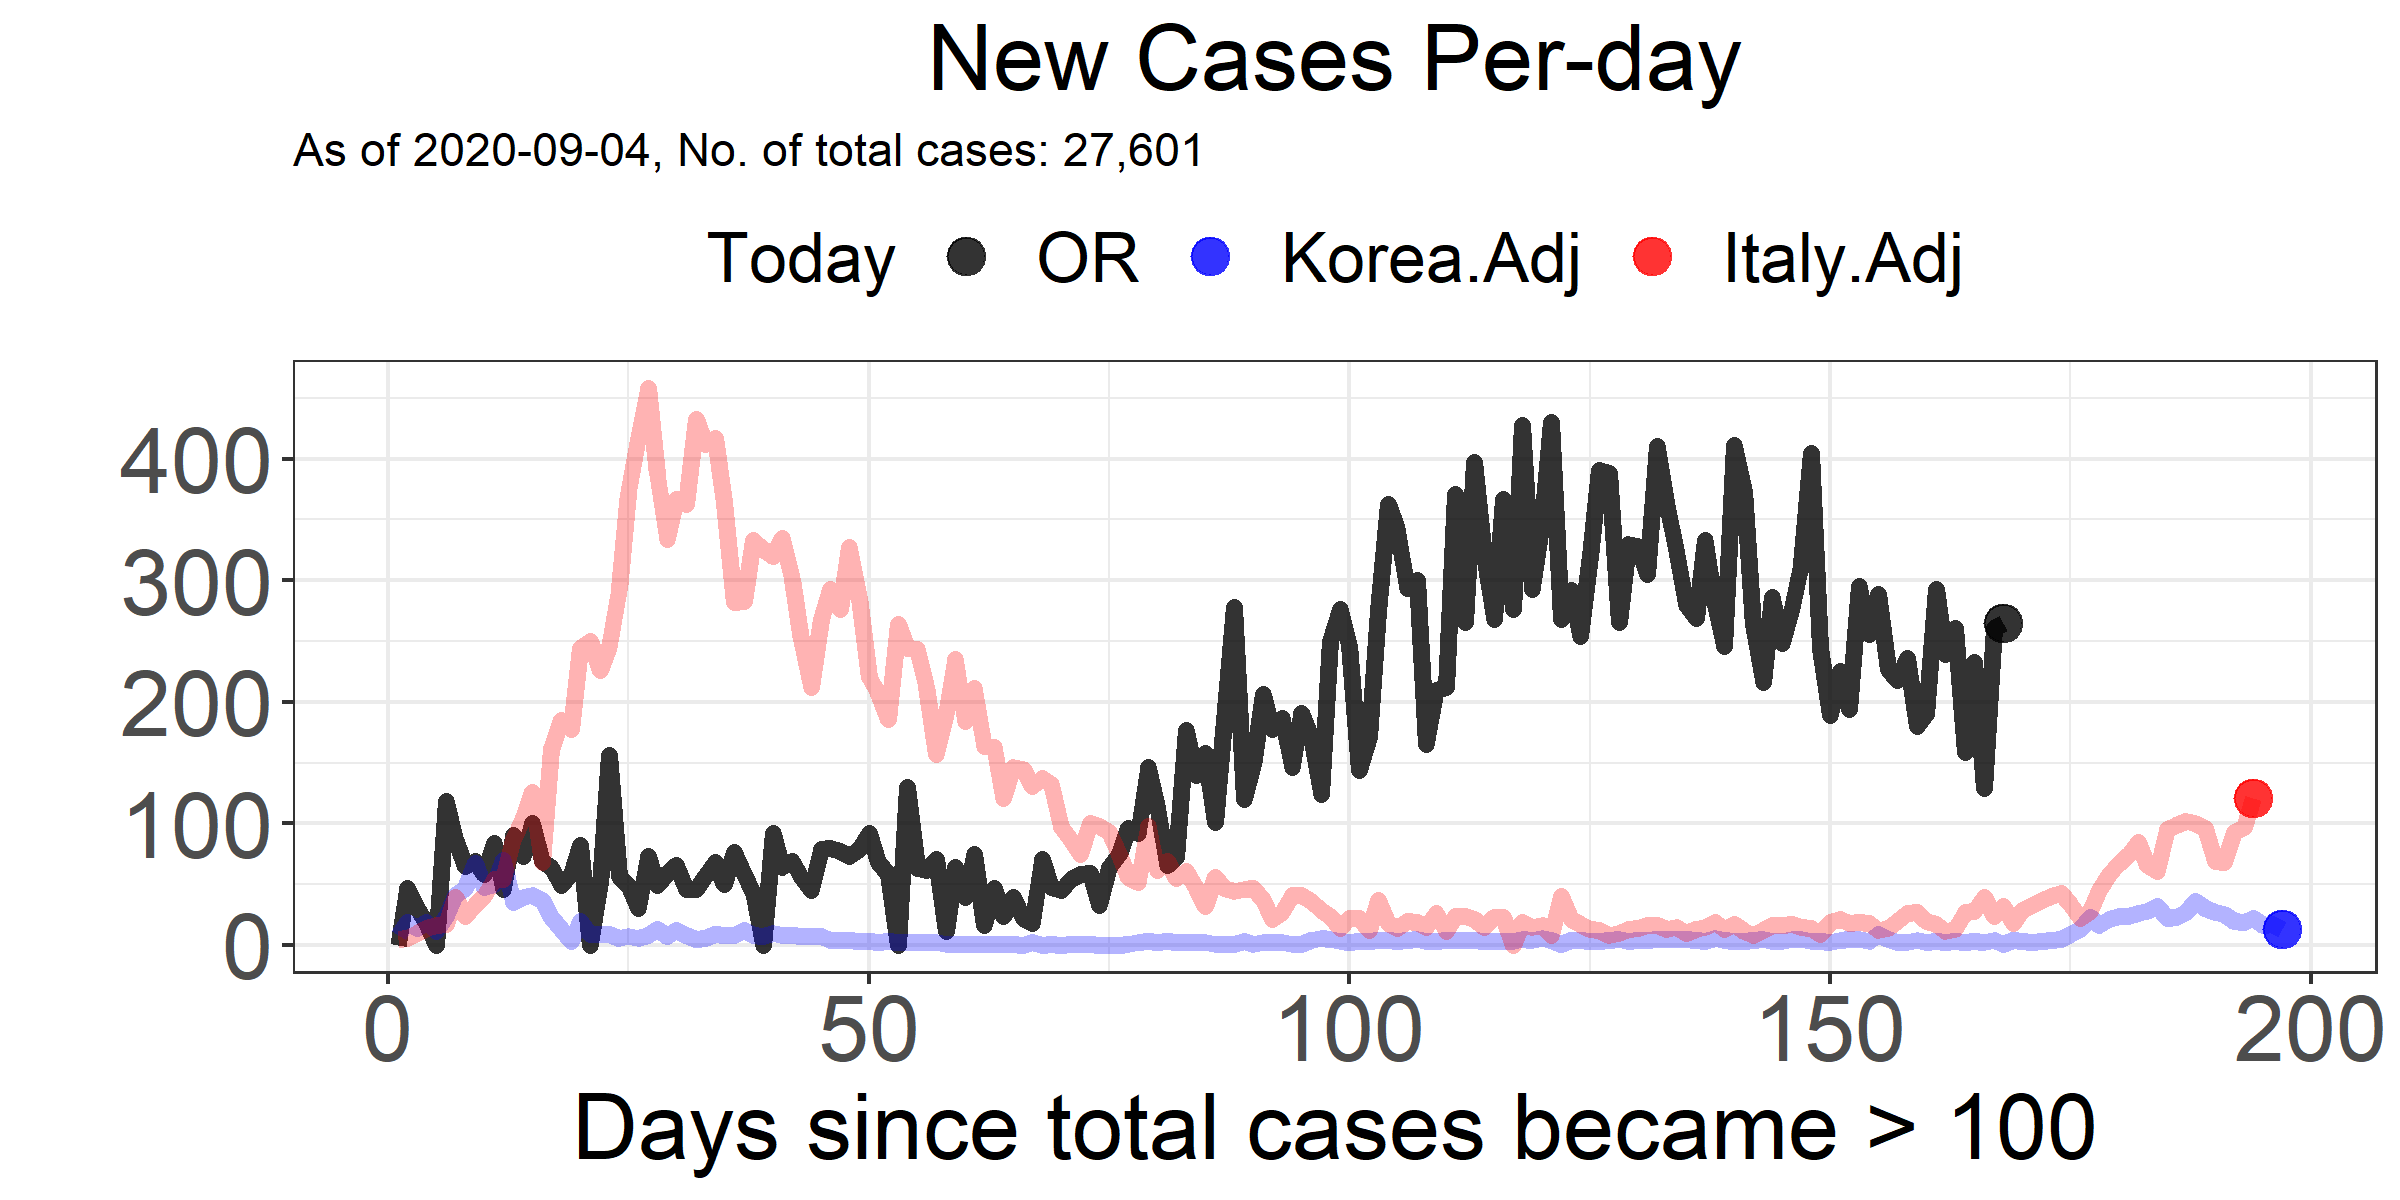 New Cases Per-day
As of 2020-09-04, No. of total cases: 27,601
Today OR Korea.Adj Italy.Adj
400
300
200
100
0
0 50 100 150 200
Days since total cases became > 100